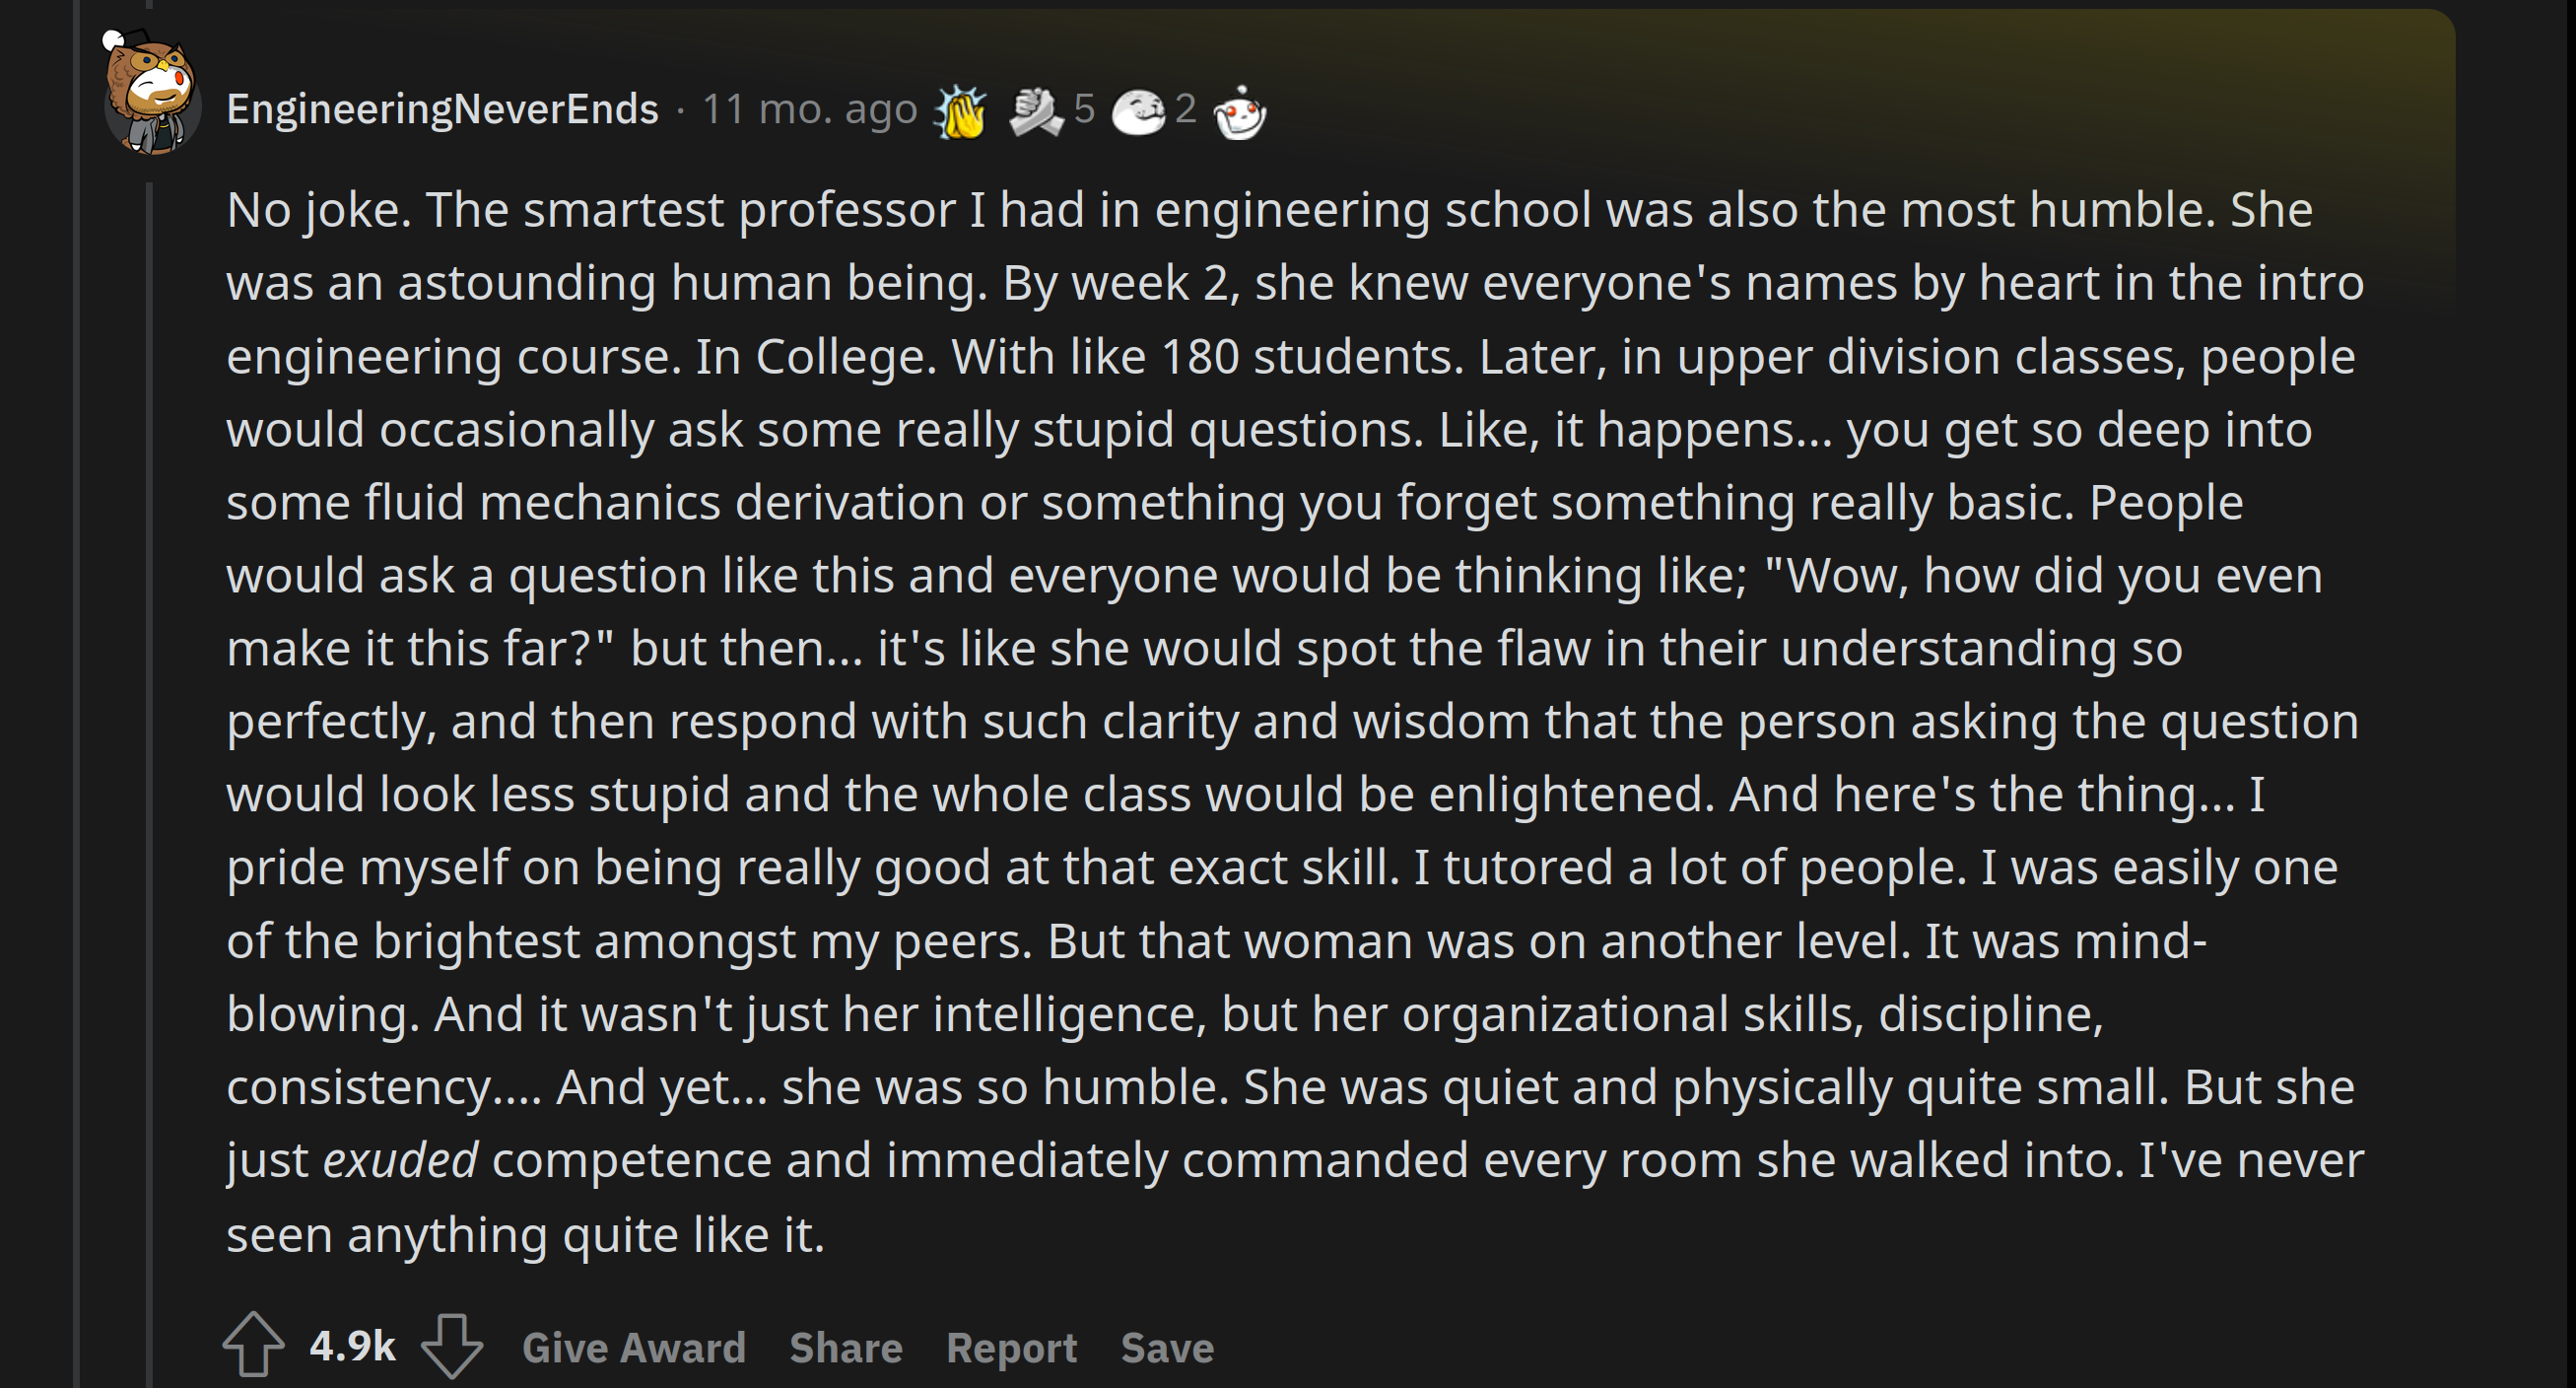 EngineeringNeverEnds · 11 mo. ago 5 2
No joke. The smartest professor I had in engineering school was also the most humble. She
was an astounding human being. By week 2, she knew everyone's names by heart in the intro
engineering course. In College. With like 180 students. Later, in upper division classes, people
would occasionally ask some really stupid questions. Like, it happens... you get so deep into
some fluid mechanics derivation or something you forget something really basic. People
would ask a question like this and everyone would be thinking like; "Wow, how did you even
make it this far?" but then... it's like she would spot the flaw in their understanding so
perfectly, and then respond with such clarity and wisdom that the person asking the question
would look less stupid and the whole class would be enlightened. And here's the thing... I
pride myself on being really good at that exact skill. I tutored a lot of people. I was easily one
of the brightest amongst my peers. But that woman was on another level. It was mind-
blowing. And it wasn't just her intelligence, but her organizational skills, discipline,
consistency.... And yet... she was so humble. She was quiet and physically quite small. But she
just exuded competence and immediately commanded every room she walked into. I've never
seen anything quite like it.
4.9k Give Award Share Report Save